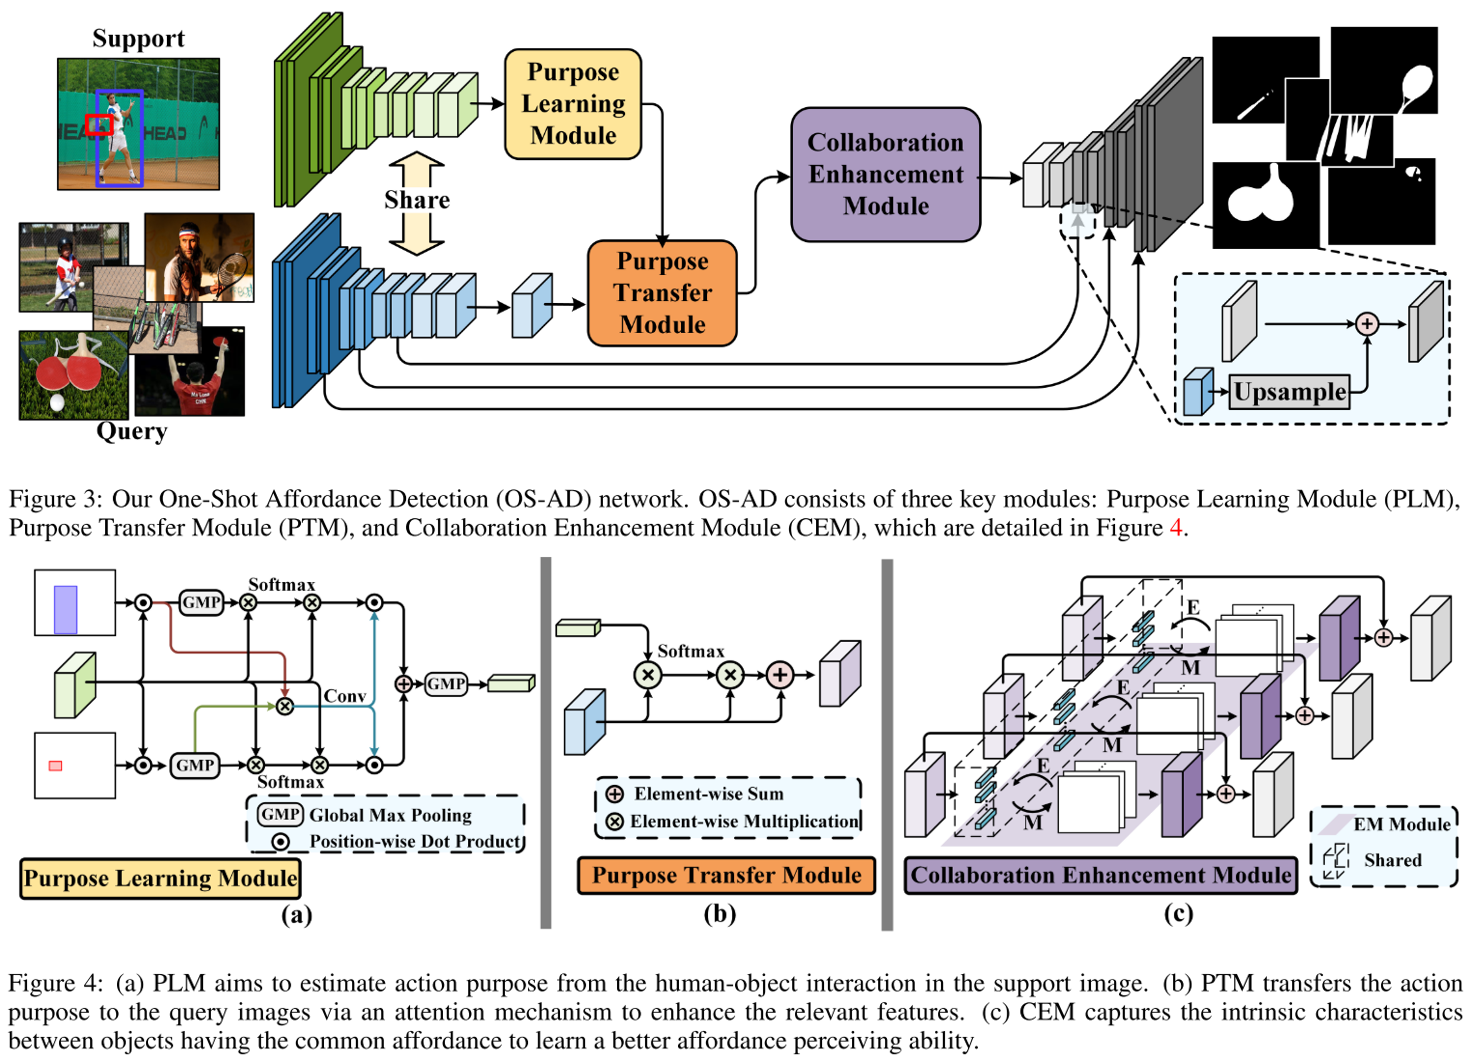 Support
HEAD
HEAD
Purpose
Learning
Module
Share
Purpose
Transfer
Module
Collaboration
Enhancement
Module
Upsample
Query
Figure 3: Our One-Shot Affordance Detection (OS-AD) network. OS-AD consists of three key modules: Purpose Learning Module (PLM),
Purpose Transfer Module (PTM), and Collaboration Enhancement Module (CEM), which are detailed in Figure 4.
Softmax
GMP
Conv
GMP
GMP
Softmax
GMP Global Max Pooling
Position-wise Dot Product
Purpose Learning Module
(a)
Softmax
Element-wise Sum
Element-wise Multiplication
Purpose Transfer Module
(b)
E
M
E
M
E
M
EM Module
Shared
Collaboration Enhancement Module
(c)
Figure 4: (a) PLM aims to estimate action purpose from the human-object interaction in the support image. (b) PTM transfers the action
purpose to the query images via an attention mechanism to enhance the relevant features. (c) CEM captures the intrinsic characteristics
between objects having the common affordance to learn a better affordance perceiving ability.